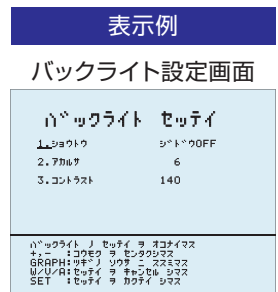 表示例
バックライト設定画面
バックライト セッテイ
1.ショウトウ ジドウOFF
2.アカルサ 6
3.コントラスト 140
バックライト ノ セッテイ ヲ オコナイマス
+,- :コウモク ヲ センタクシマス
GRAPH:ツギノ ソウサ ニ ススミマス
W/V/A:セッテイ ヲ キャンセル シマス
SET :セッテイ ヲ カクテイ シマス